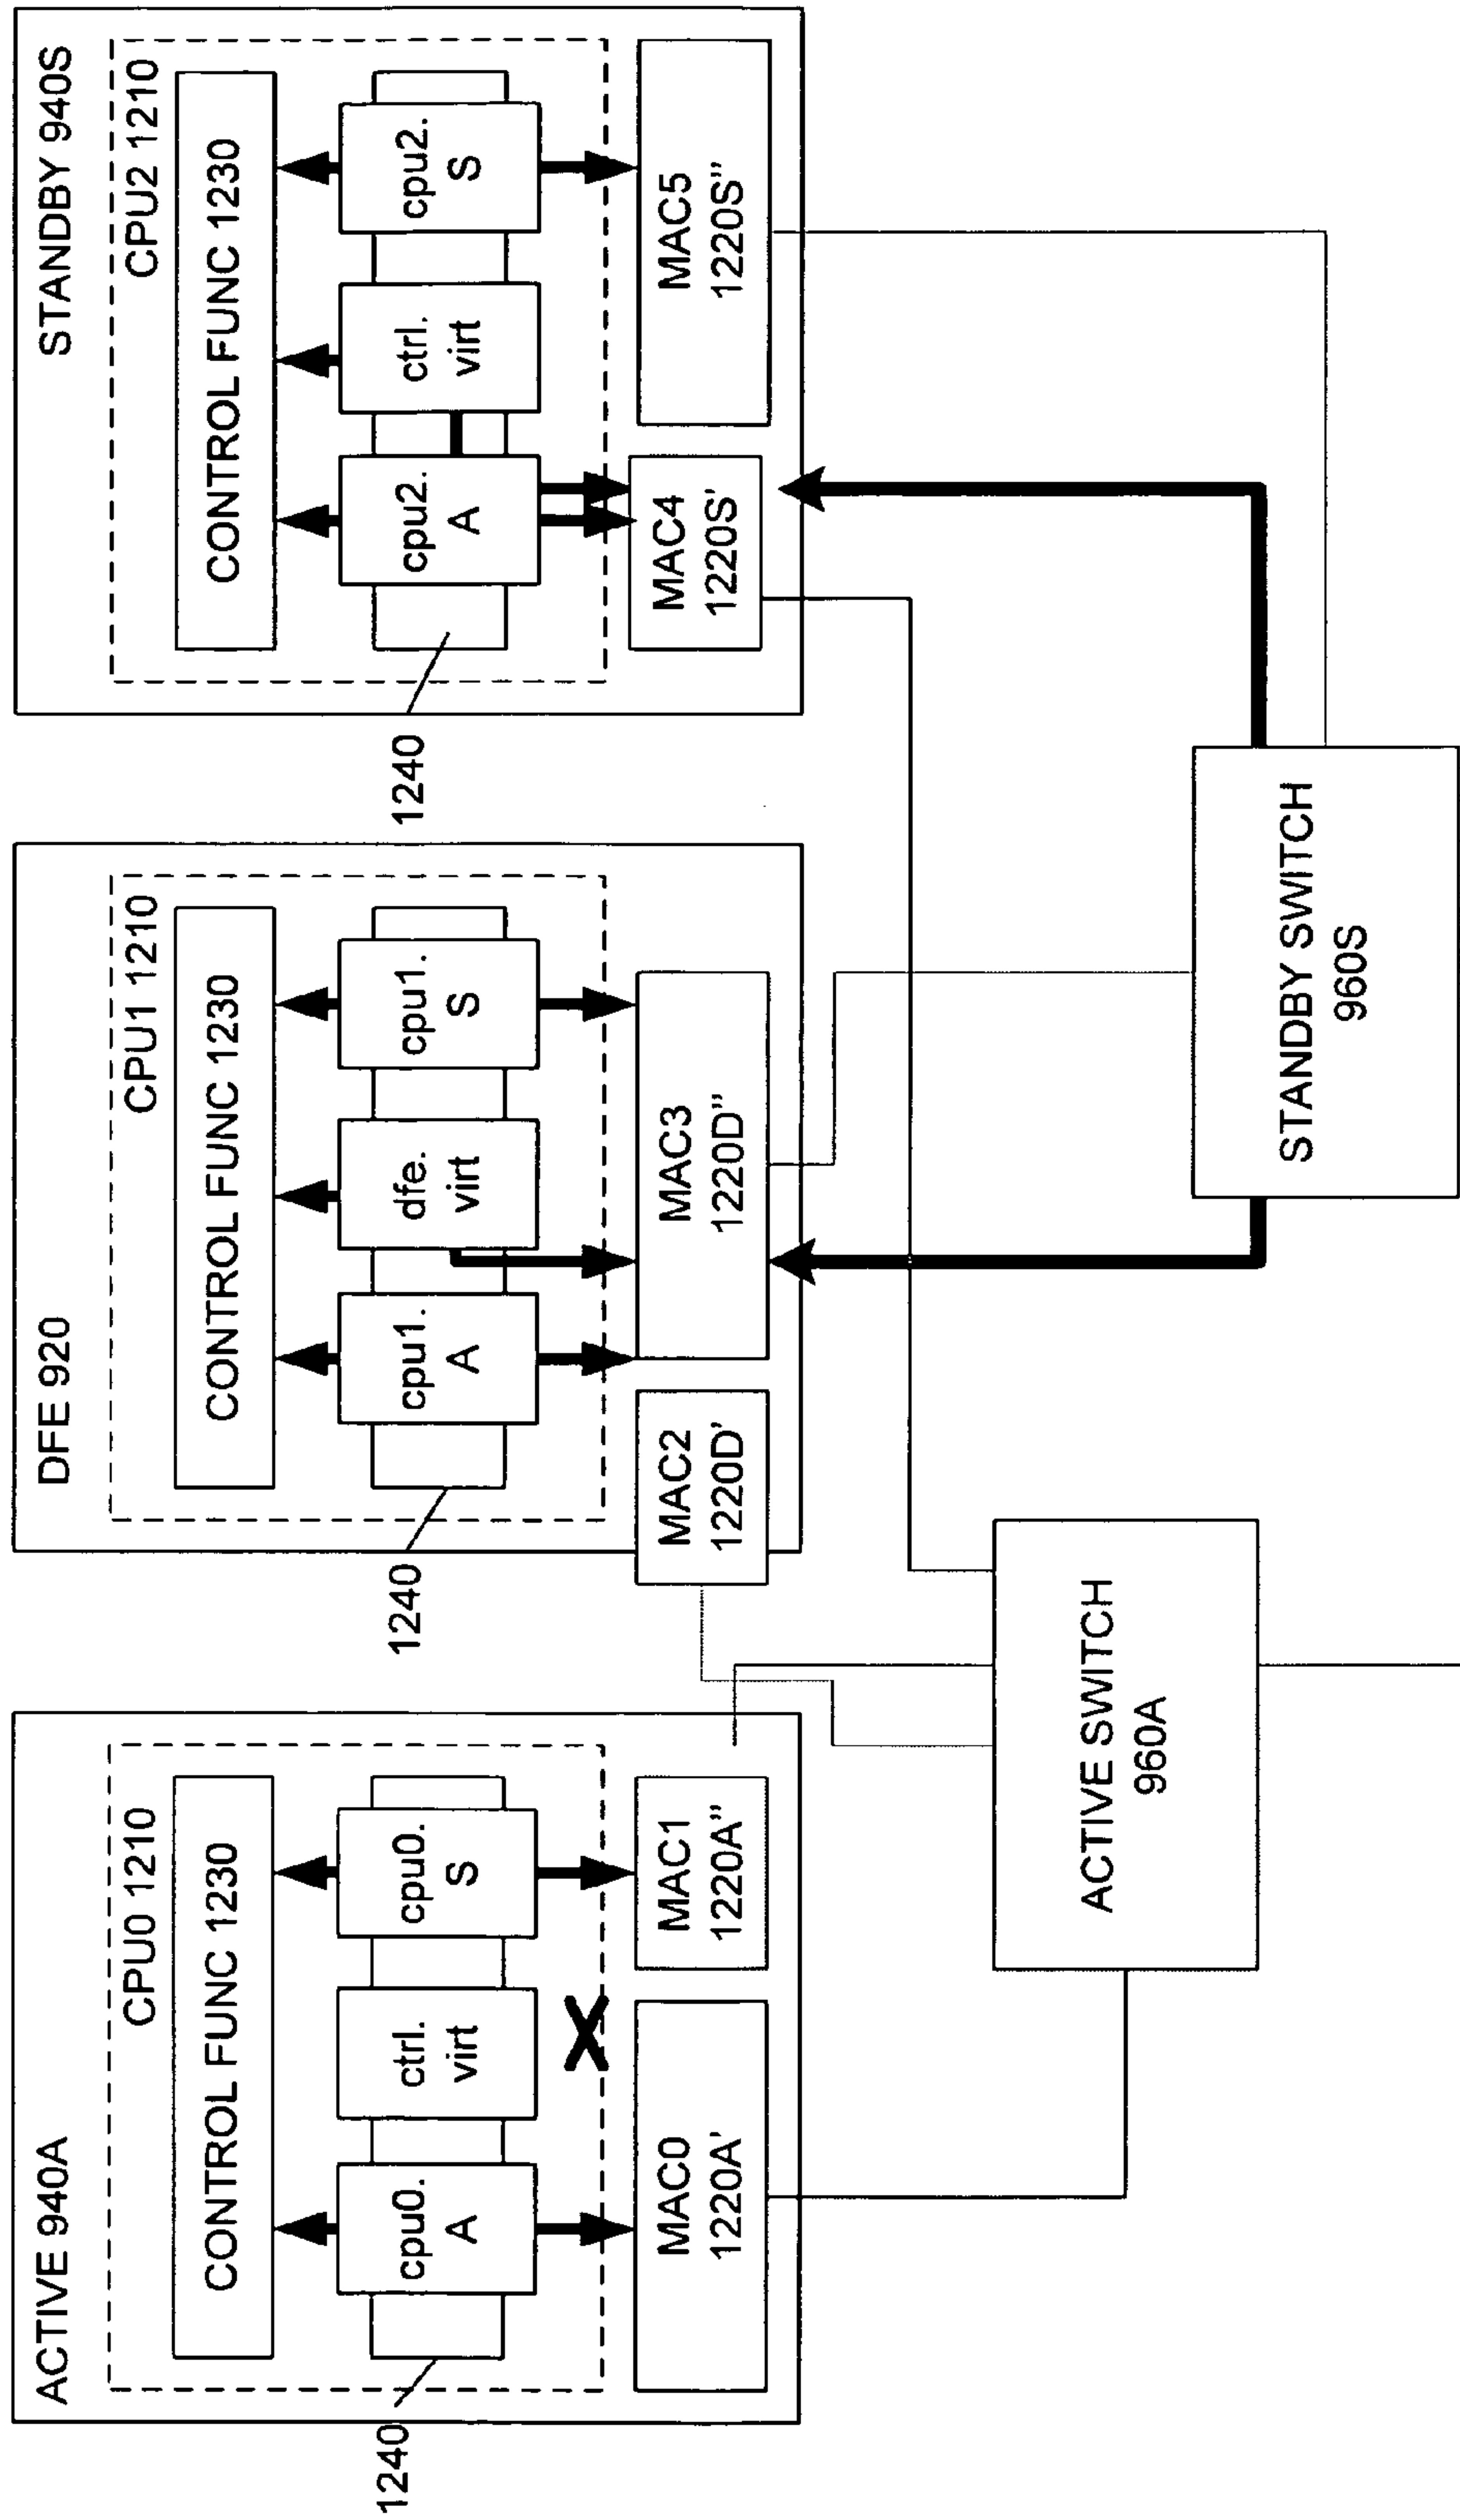 ACTIVE 940A
CPU0 1210
CONTROL FUNC 1230
cpu0.
A
ctrl.
virt
cpu0.
S
X
1240
MAC0
1220A'
MAC1
1220A"
DFE 920
CPU1 1210
CONTROL FUNC 1230
cpu1.
A
dfe.
virt
cpu1.
S
1240
MAC2
1220D'
MAC3
1220D"
STANDBY 940S
CPU2 1210
CONTROL FUNC 1230
cpu2.
A
ctrl.
virt
cpu2.
S
1240
MAC4
1220S'
MAC5
1220S"
ACTIVE SWITCH
960A
STANDBY SWITCH
960S